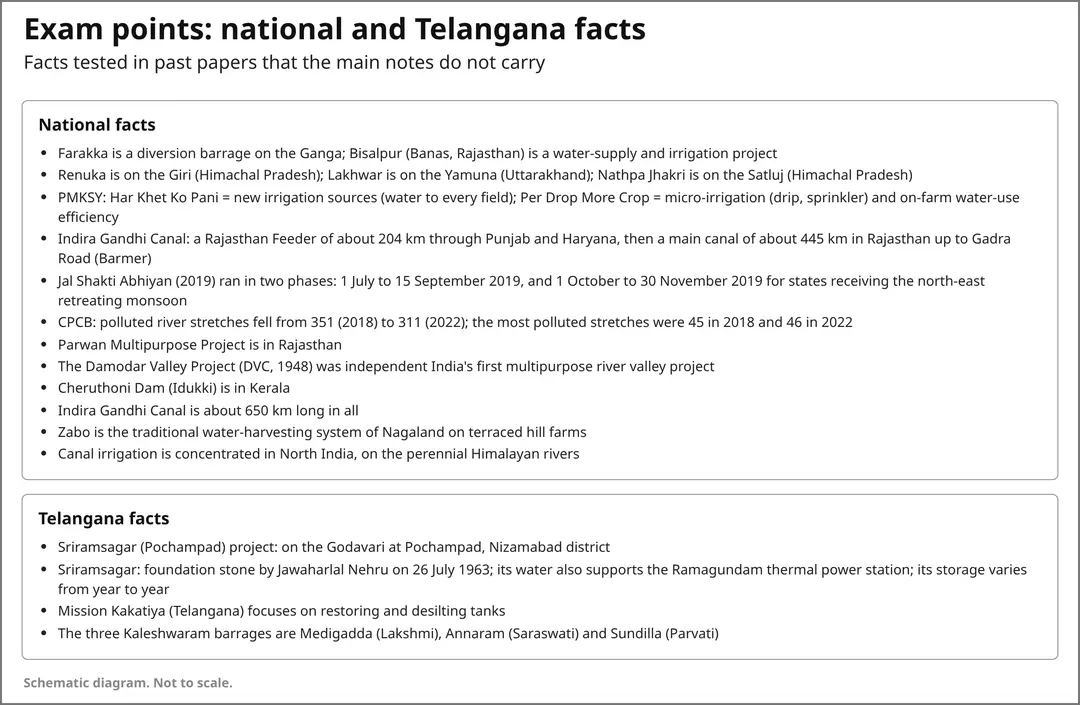 Exam points: national and Telangana facts
Facts tested in past papers that the main notes do not carry
National facts
• Farakka is a diversion barrage on the Ganga; Bisalpur (Banas, Rajasthan) is a water-supply and irrigation project
• Renuka is on the Giri (Himachal Pradesh); Lakhwar is on the Yamuna (Uttarakhand); Nathpa Jhakri is on the Satluj (Himachal Pradesh)
• PMKSY: Har Khet Ko Pani = new irrigation sources (water to every field); Per Drop More Crop = micro-irrigation (drip, sprinkler) and on-farm water-use
efficiency
• Indira Gandhi Canal: a Rajasthan Feeder of about 204 km through Punjab and Haryana, then a main canal of about 445 km in Rajasthan up to Gadra
Road (Barmer)
• Jal Shakti Abhiyan (2019) ran in two phases: 1 July to 15 September 2019, and 1 October to 30 November 2019 for states receiving the north-east
retreating monsoon
• CPCB: polluted river stretches fell from 351 (2018) to 311 (2022); the most polluted stretches were 45 in 2018 and 46 in 2022
• Parwan Multipurpose Project is in Rajasthan
• The Damodar Valley Project (DVC, 1948) was independent India's first multipurpose river valley project
• Cheruthoni Dam (Idukki) is in Kerala
• Indira Gandhi Canal is about 650 km long in all
• Zabo is the traditional water-harvesting system of Nagaland on terraced hill farms
• Canal irrigation is concentrated in North India, on the perennial Himalayan rivers
Telangana facts
• Sriramsagar (Pochampad) project: on the Godavari at Pochampad, Nizamabad district
• Sriramsagar: foundation stone by Jawaharlal Nehru on 26 July 1963; its water also supports the Ramagundam thermal power station; its storage varies
from year to year
• Mission Kakatiya (Telangana) focuses on restoring and desilting tanks
• The three Kaleshwaram barrages are Medigadda (Lakshmi), Annaram (Saraswati) and Sundilla (Parvati)
Schematic diagram. Not to scale.